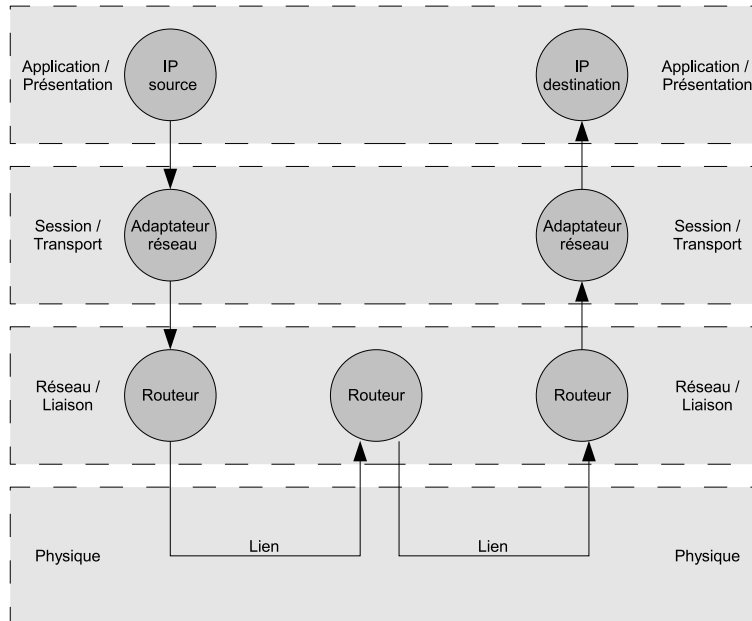 Application /
Présentation
IP
source
IP
destination
Application /
Présentation
Session /
Transport
Adaptateur
réseau
Adaptateur
réseau
Session /
Transport
Réseau /
Liaison
Routeur
Routeur
Routeur
Réseau /
Liaison
Physique
Lien
Lien
Physique